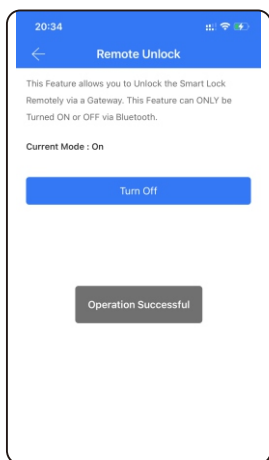 20:34
Remote Unlock
This Feature allows you to Unlock the Smart Lock
Remotely via a Gateway. This Feature can ONLY be
Turned ON or OFF via Bluetooth.
Current Mode : On
Turn Off
Operation Successful